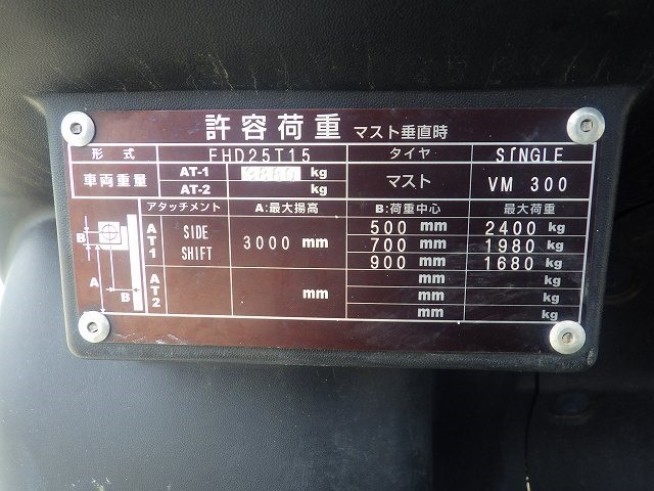 許容荷重 マスト垂直時
形式 FHD25T15 タイヤ SINGLE
車両重量 AT-1 kg マスト VM 300
AT-2 kg
アタッチメント A:最大揚高 B:荷重中心 最大荷重
AT1 SIDE SHIFT 3000 mm 500 mm 2400 kg
700 mm 1980 kg
900 mm 1680 kg
AT2 mm mm kg
mm kg
mm kg
B
A
B